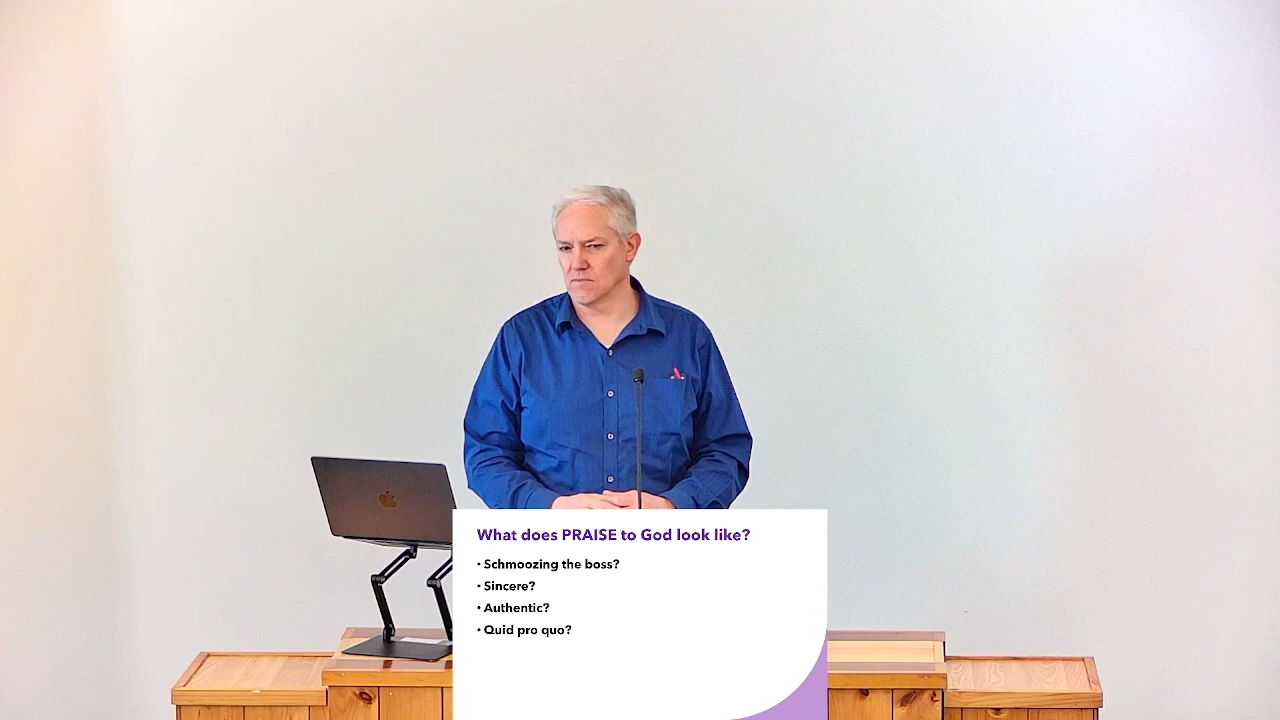 What does PRAISE to God look like?
• Schmoozing the boss?
• Sincere?
• Authentic?
• Quid pro quo?